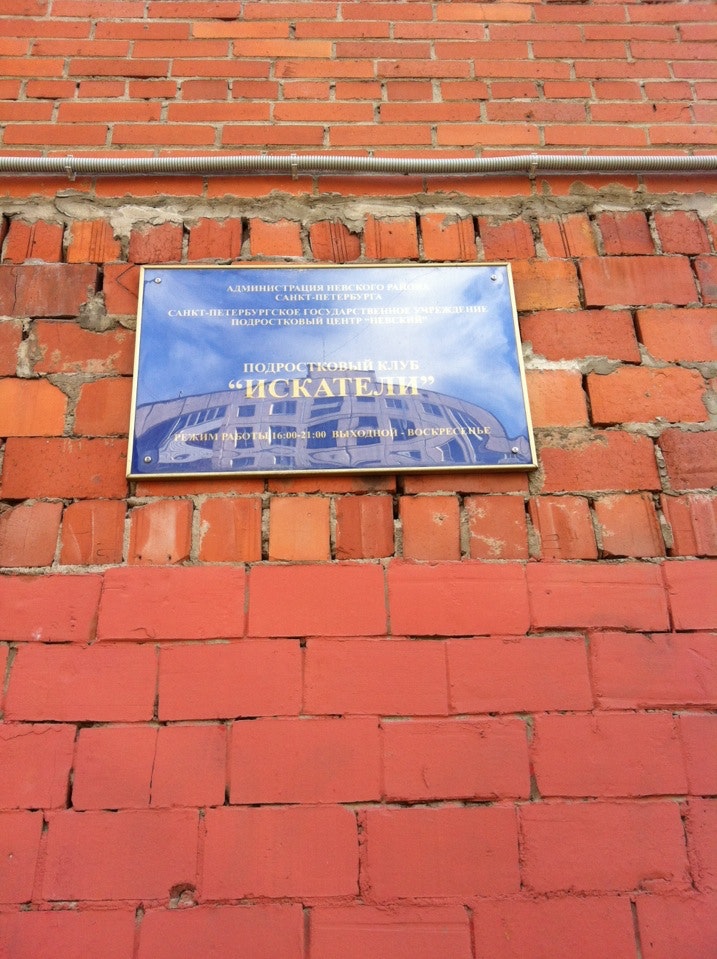 АДМИНИСТРАЦИЯ НЕВСКОГО РАЙОНА
САНКТ-ПЕТЕРБУРГА
САНКТ-ПЕТЕРБУРГСКОЕ ГОСУДАРСТВЕННОЕ УЧРЕЖДЕНИЕ
ПОДРОСТКОВЫЙ ЦЕНТР "НЕВСКИЙ"
ПОДРОСТКОВЫЙ КЛУБ
“ИСКАТЕЛИ”
РЕЖИМ РАБОТЫ 16:00-21:00 ВЫХОДНОЙ - ВОСКРЕСЕНЬЕ